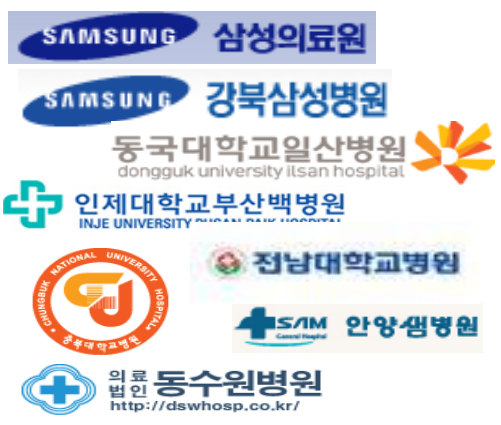 SAMSUNG 삼성의료원
SAMSUNG 강북삼성병원
동국대학교일산병원
dongguk university ilsan hospital
인제대학교부산백병원
INJE UNIVERSITY BUSAN PAIK HOSPITAL
CHUNGBUK NATIONAL UNIVERSITY HOSPITAL
충북대학교병원
전남대학교병원
SAM 안양샘병원
General Hospital
의료
법인 동수원병원
http://dswhosp.co.kr/